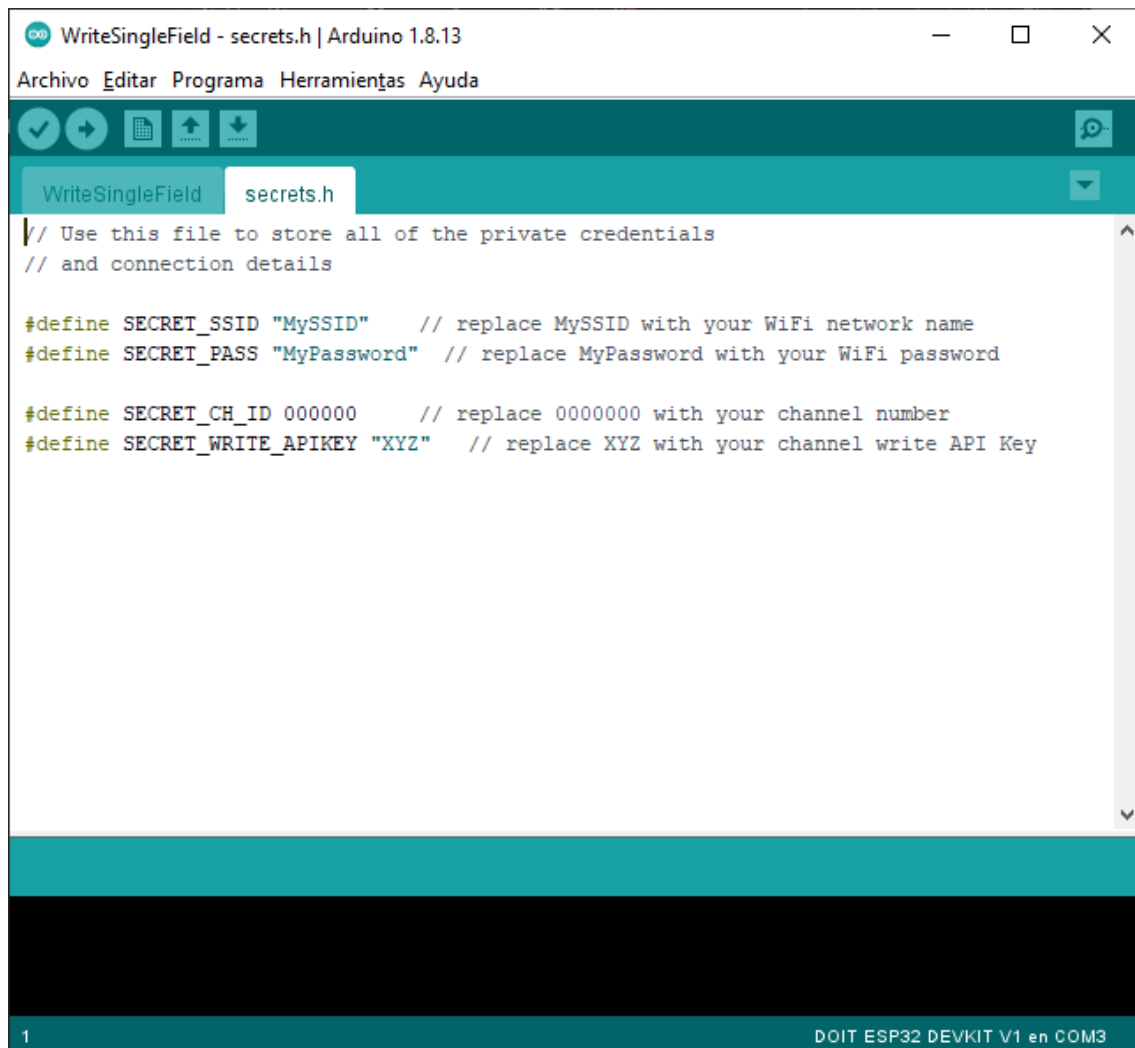 WriteSingleField - secrets.h | Arduino 1.8.13
Archivo Editar Programa Herramientas Ayuda
WriteSingleField secrets.h
// Use this file to store all of the private credentials
// and connection details
#define SECRET_SSID "MySSID"    // replace MySSID with your WiFi network name
#define SECRET_PASS "MyPassword"  // replace MyPassword with your WiFi password
#define SECRET_CH_ID 000000     // replace 0000000 with your channel number
#define SECRET_WRITE_APIKEY "XYZ"   // replace XYZ with your channel write API Key
1 DOIT ESP32 DEVKIT V1 en COM3